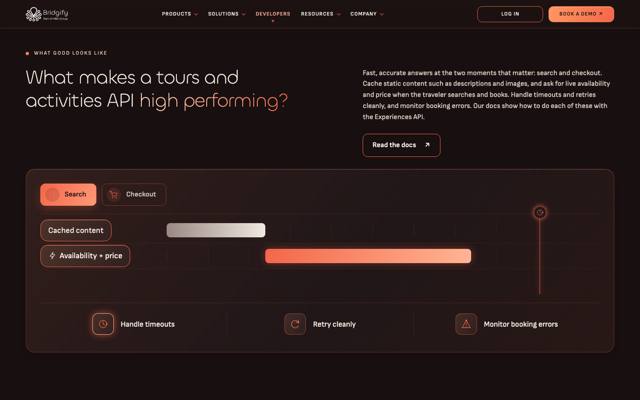 Bridgify
PRODUCTS
SOLUTIONS
DEVELOPERS
RESOURCES
COMPANY
LOG IN
BOOK A DEMO ↗
WHAT GOOD LOOKS LIKE
What makes a tours and
activities API high performing?
Fast, accurate answers at the two moments that matter: search and checkout.
Cache static content such as descriptions and images, and ask for live availability
and price when the traveler searches and books. Handle timeouts and retries
cleanly, and monitor booking errors. Our docs show how to do each of these with
the Experiences API.
Read the docs ↗
Search
Checkout
Cached content
Availability + price
Handle timeouts
Retry cleanly
Monitor booking errors